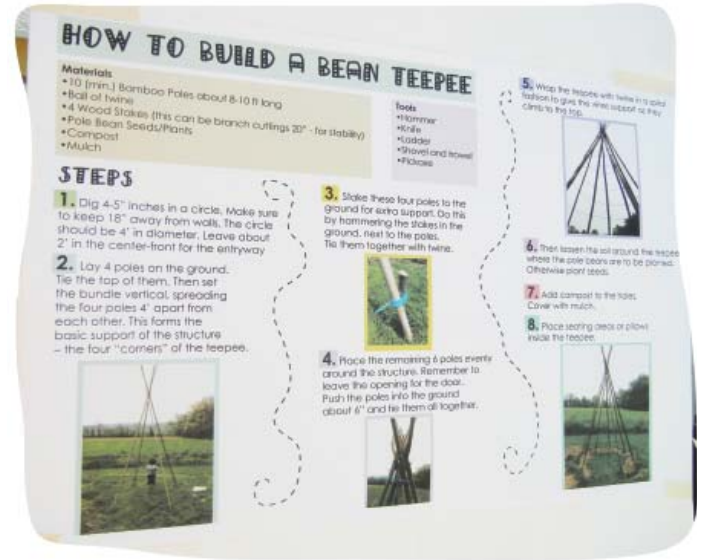 HOW TO BUILD A BEAN TEEPEE
Materials
•10 (min.) Bamboo Poles about 8-10 ft long
•Ball of twine
•4 Wood Stakes (this can be branch cuttings 20" - for stability)
•Pole Bean Seeds/Plants
•Compost
•Mulch
Tools
•Hammer
•Knife
•Ladder
•Shovel and trowel
•Pickaxe
STEPS
1. Dig 4-5" inches in a circle. Make sure
to keep 18" away from walls. The circle
should be 4' in diameter. Leave about
2' in the center-front for the entryway
2. Lay 4 poles on the ground.
Tie the top of them. Then set
the bundle vertical, spreading
the four poles 4' apart from
each other. This forms the
basic support of the structure
– the four "corners" of the teepee.
3. Stake these four poles to the
ground for extra support. Do this
by hammering the stakes in the
ground, next to the poles.
Tie them together with twine.
4. Place the remaining 6 poles evenly
around the structure. Remember to
leave the opening for the door.
Push the poles into the ground
about 6" and tie them all together.
5. Wrap the teepee with twine in a spiral
fashion to give the vines support as they
climb to the top.
6. Then loosen the soil around the teepee
where the pole beans are to be planted.
Otherwise plant seeds.
7. Add compost to the holes.
Cover with mulch.
8. Place seating areas or pillows
inside the teepee.